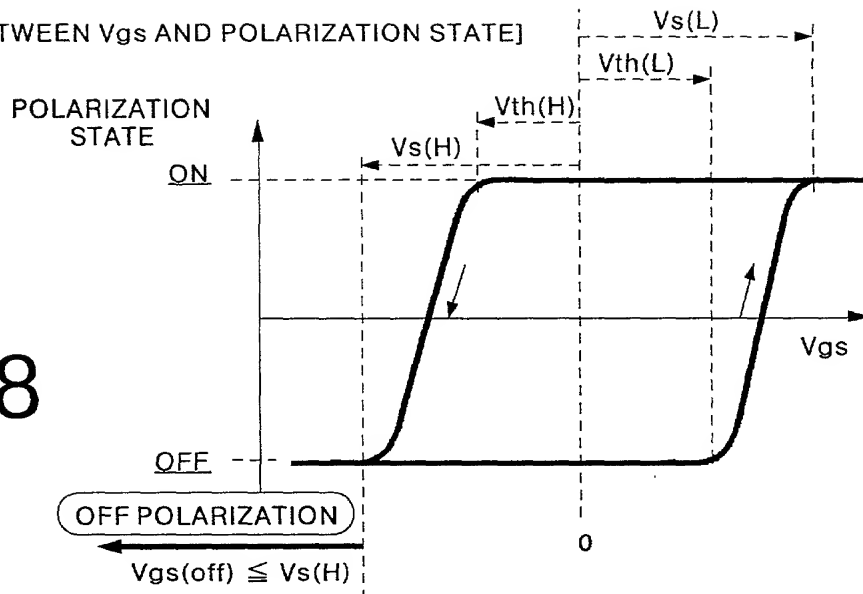 TWEEN Vgs AND POLARIZATION STATE]
Vs(L)
Vth(L)
POLARIZATION
STATE
Vth(H)
Vs(H)
ON
Vgs
8
OFF
OFF POLARIZATION
0
Vgs(off) ≦ Vs(H)